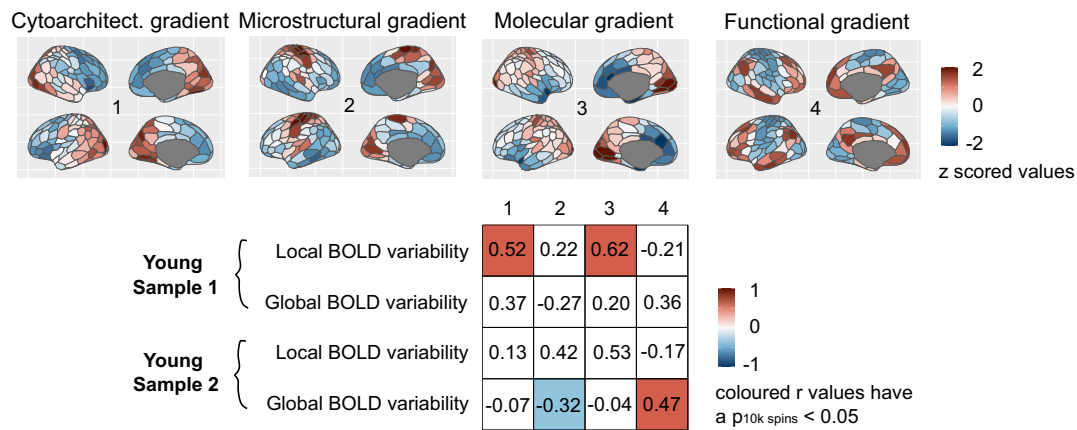 Cytoarchitect. gradient Microstructural gradient Molecular gradient Functional gradient
1 2 3 4
2
0
-2
z scored values
1 2 3 4
Young Sample 1
Local BOLD variability 0.52 0.22 0.62 -0.21
Global BOLD variability 0.37 -0.27 0.20 0.36
Young Sample 2
Local BOLD variability 0.13 0.42 0.53 -0.17
Global BOLD variability -0.07 -0.32 -0.04 0.47
1
0
-1
coloured r values have
a p10k spins < 0.05